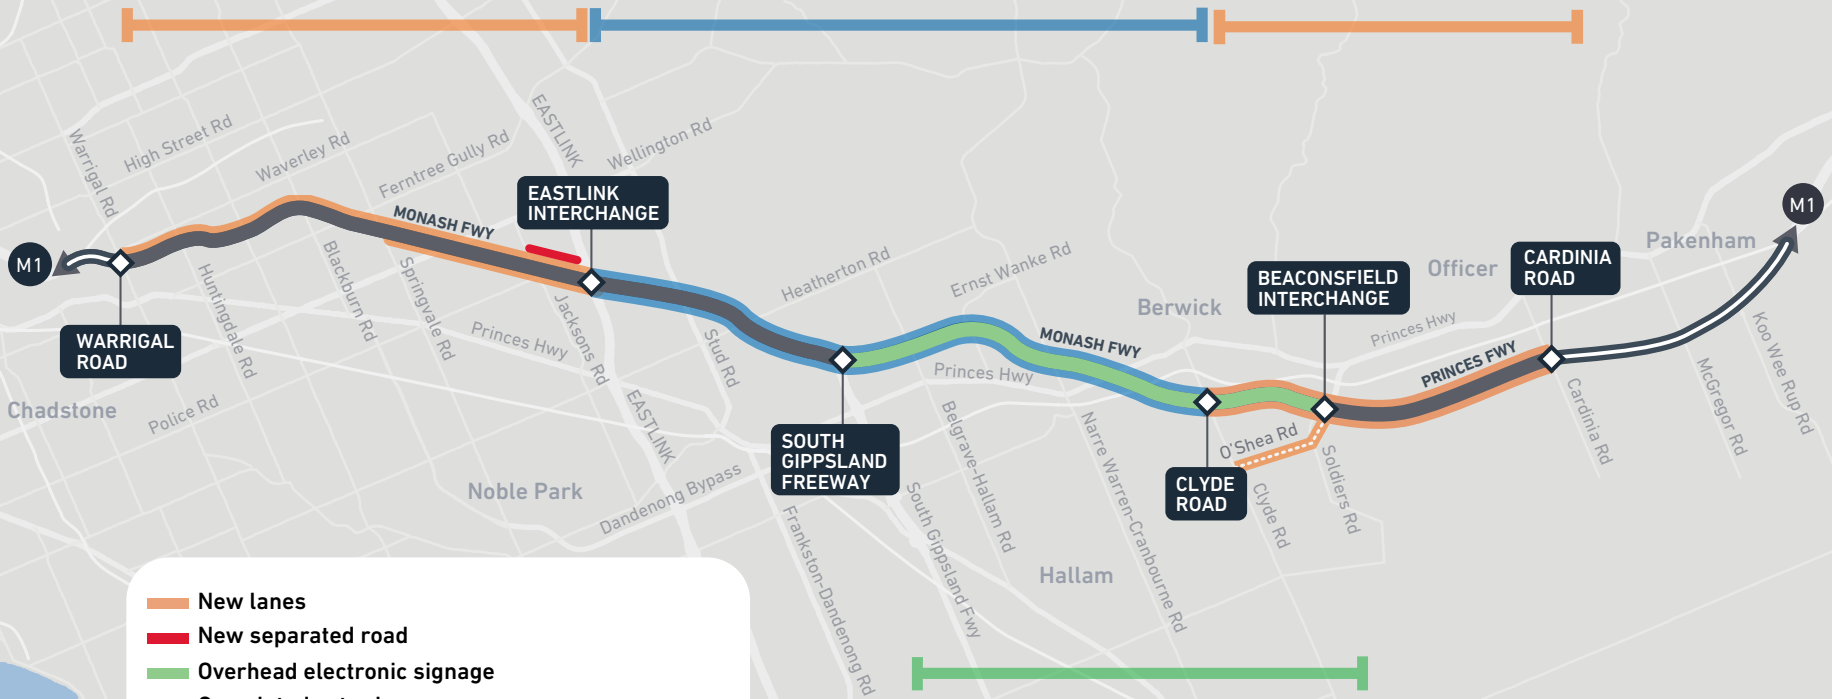 EASTLINK
High Street Rd
Warrigal Rd
Waverley Rd
Ferntree Gully Rd
Wellington Rd
EASTLINK
INTERCHANGE
MONASH FWY
M1
M1
WARRIGAL
ROAD
Huntingdale Rd
Blackburn Rd
Springvale Rd
Jacksons Rd
Princes Hwy
Stud Rd
Heatherton Rd
Ernst Wanke Rd
Berwick
BEACONSFIELD
INTERCHANGE
Officer
CARDINIA
ROAD
Pakenham
MONASH FWY
Princes Hwy
Princes Hwy
PRINCES FWY
Koo Wee Rup Rd
McGregor Rd
Cardinia Rd
Chadstone
Police Rd
EASTLINK
Noble Park
Dandenong Bypass
SOUTH
GIPPSLAND
FREEWAY
Belgrave-Hallam Rd
Narre Warren-Cranbourne Rd
O'Shea Rd
CLYDE
ROAD
Clyde Rd
Soldiers Rd
Frankston-Dandenong Rd
South Gippsland Fwy
Hallam
New lanes
New separated road
Overhead electronic signage